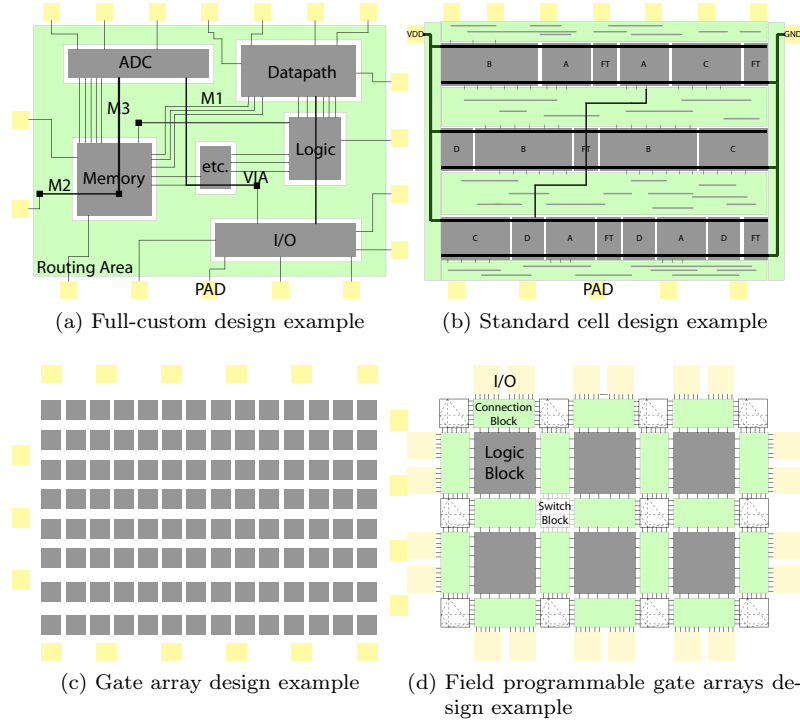 ADC
Datapath
M1
M3
Logic
Memory
etc.
M2
VIA
I/O
Routing Area
PAD
(a) Full-custom design example
VDD
GND
B
A
FT
A
C
FT
D
B
FT
B
C
C
D
A
FT
D
A
D
FT
PAD
(b) Standard cell design example
(c) Gate array design example
I/O
Connection
Block
Logic
Block
Switch
Block
(d) Field programmable gate arrays de-
sign example